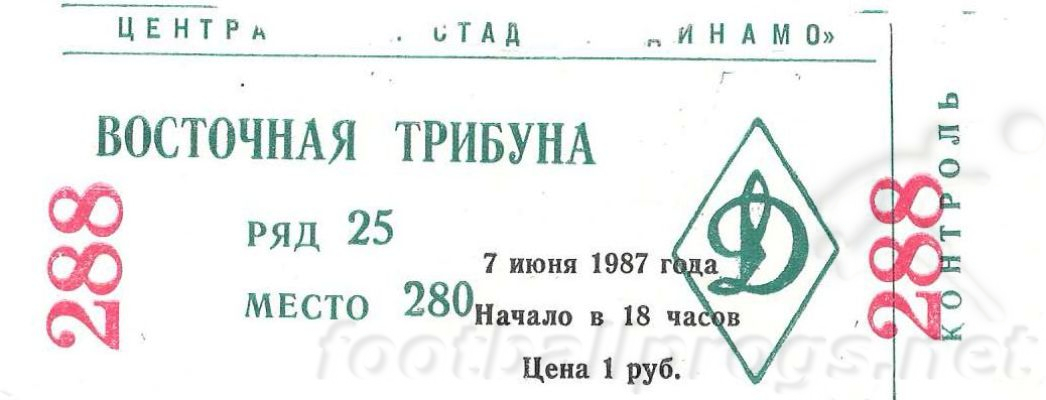 ЦЕНТРА . СТАД . ДИНАМО»
ВОСТОЧНАЯ ТРИБУНА
РЯД 25
МЕСТО 280
7 июня 1987 года
Начало в 18 часов
Цена 1 руб.
288
288
КОНТРОЛЬ
footballprogs.net